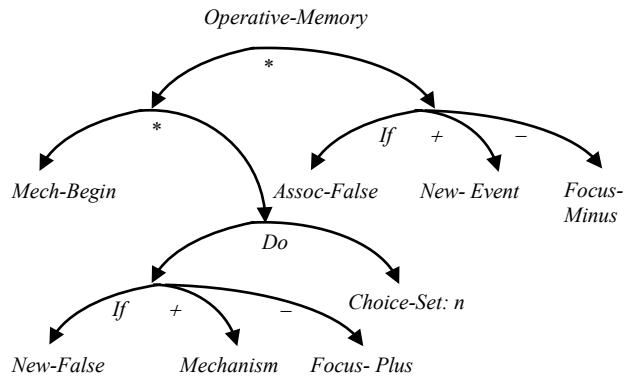 Operative-Memory
*
*
If + −
Mech-Begin
Assoc-False
New- Event
Focus-
Minus
Do
Choice-Set: n
If + −
New-False
Mechanism
Focus- Plus